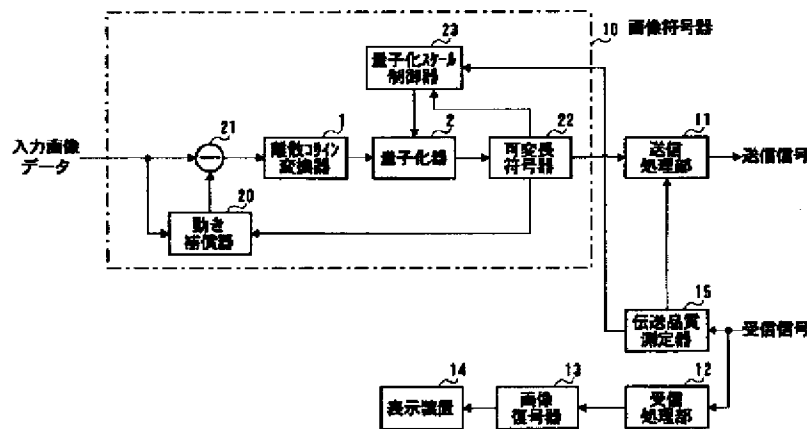 23
10 画像符号器
量子化スケール
制御器
入力画像
データ
21
1
離散コサイン
変換器
2
量子化器
22
可変長
符号器
11
送信
処理部
送信信号
20
動き
補償器
15
伝送品質
測定器
受信信号
14
表示装置
13
画像
復号器
12
受信
処理部